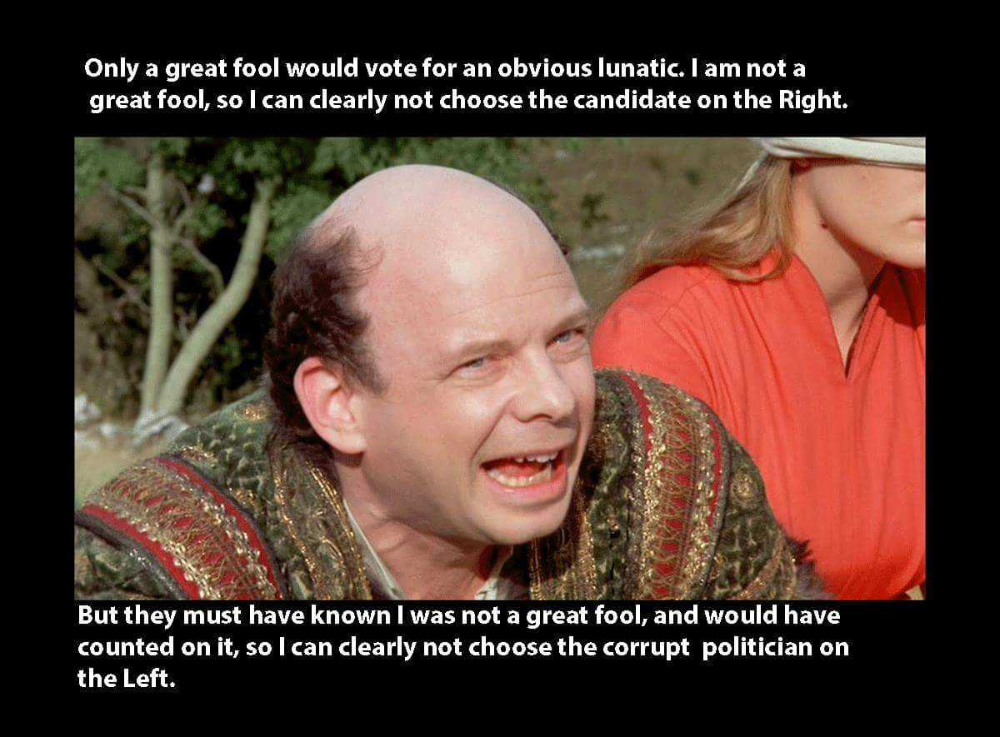 Only a great fool would vote for an obvious lunatic. I am not a
great fool, so I can clearly not choose the candidate on the Right.
But they must have known I was not a great fool, and would have
counted on it, so I can clearly not choose the corrupt politician on
the Left.